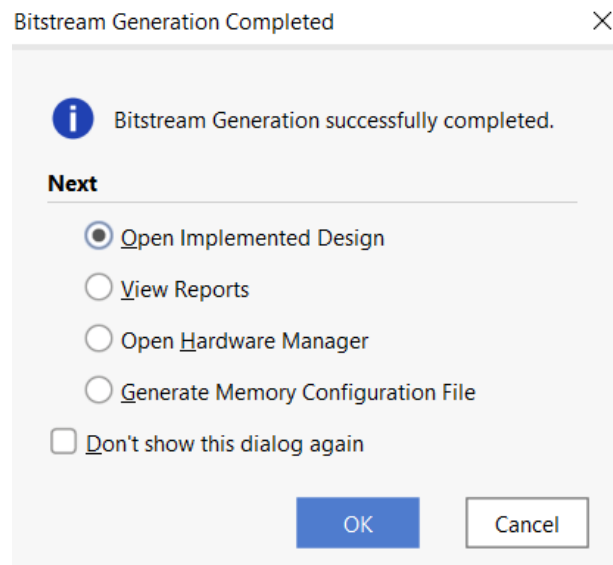 Bitstream Generation Completed
Bitstream Generation successfully completed.
Next
Open Implemented Design
View Reports
Open Hardware Manager
Generate Memory Configuration File
Don't show this dialog again
OK
Cancel